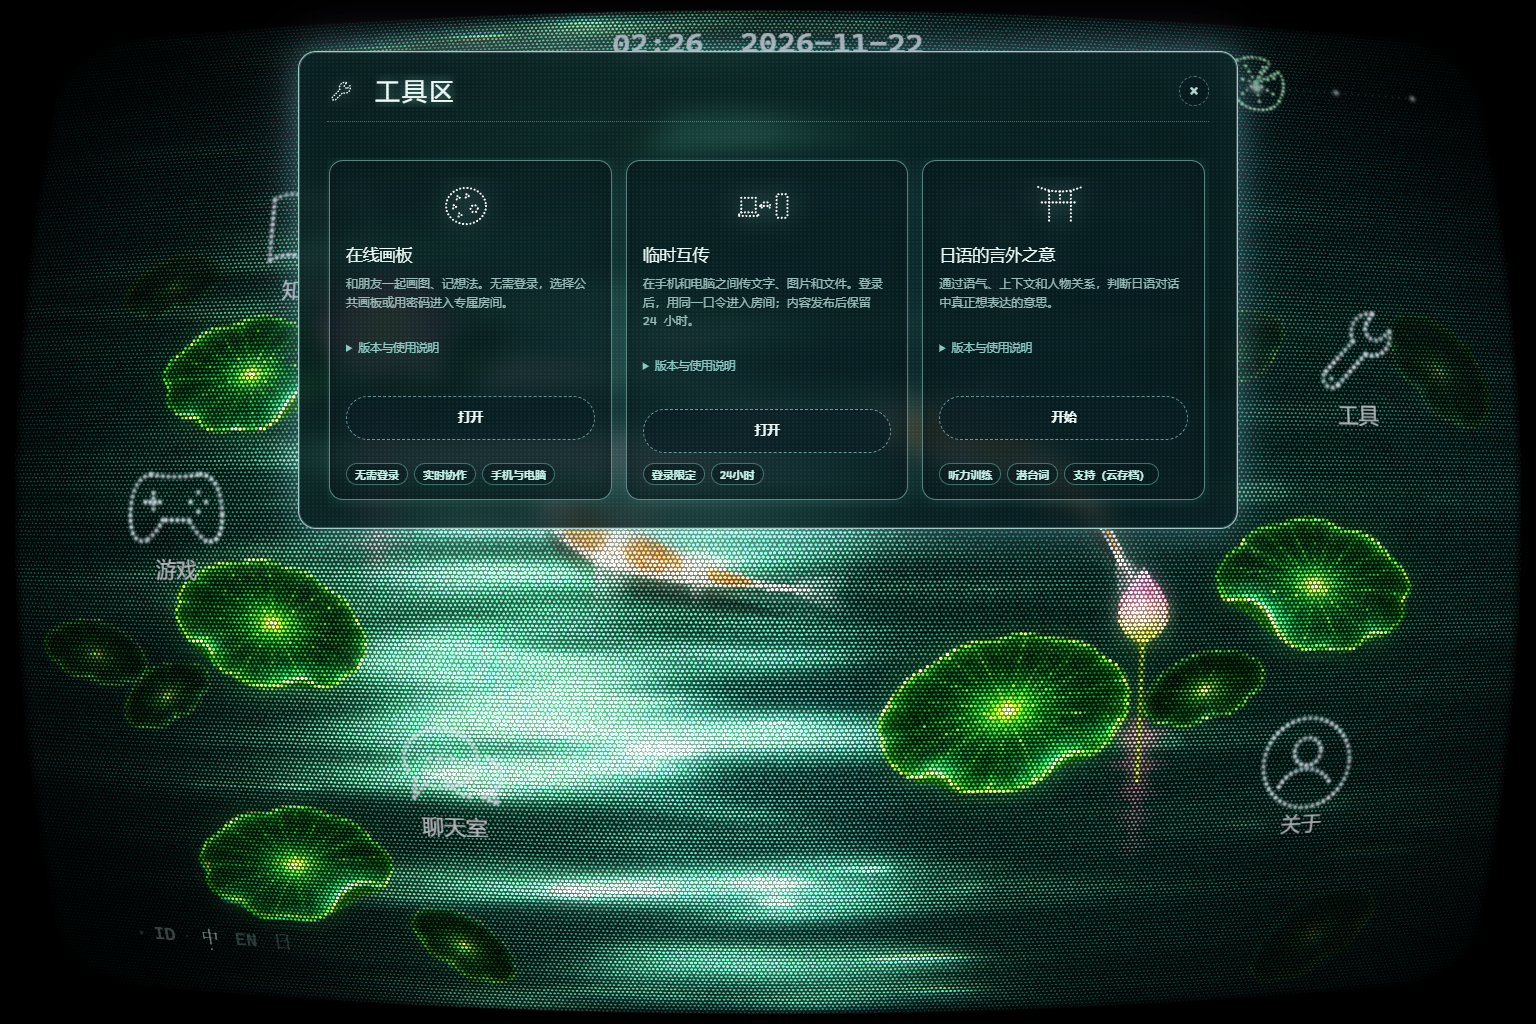 02:26 2026-11-22
工具区
在线画板
和朋友一起画图、记想法。无需登录，选择公
共画板或用密码进入专属房间。
版本与使用说明
打开
无需登录 实时协作 手机与电脑
临时互传
在手机和电脑之间传文字、图片和文件。登录
后，用同一口令进入房间；内容发布后保留
24 小时。
版本与使用说明
打开
登录限定 24小时
日语的言外之意
通过语气、上下文和人物关系，判断日语对话
中真正想表达的意思。
版本与使用说明
开始
听力训练 潜台词 支持（云存档）
知
工具
游戏
聊天室
关于
ID 中 EN 日